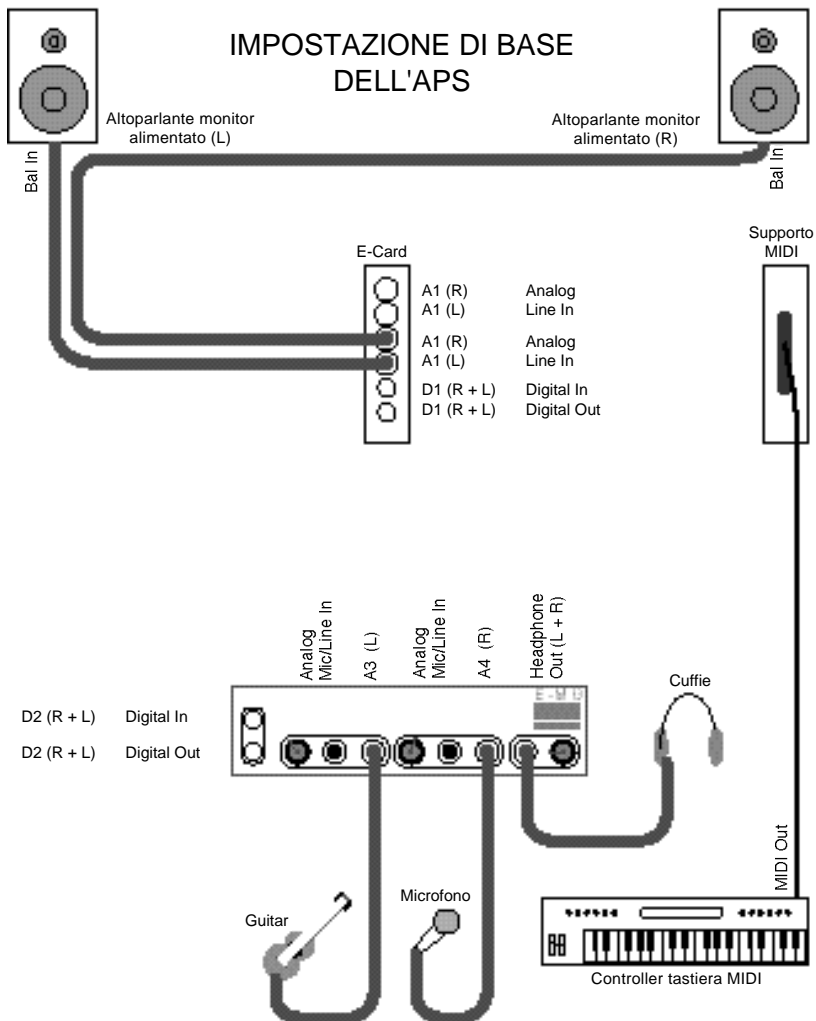 IMPOSTAZIONE DI BASE
DELL'APS
Altoparlante monitor
alimentato (L)
Altoparlante monitor
alimentato (R)
Bal In
Bal In
E-Card
Supporto
MIDI
A1 (R) Analog
A1 (L) Line In
A1 (R) Analog
A1 (L) Line In
D1 (R + L) Digital In
D1 (R + L) Digital Out
Analog
Mic/Line In
A3 (L)
Analog
Mic/Line In
A4 (R)
Headphone
Out (L + R)
Cuffie
D2 (R + L) Digital In
D2 (R + L) Digital Out
MIDI Out
Guitar
Microfono
Controller tastiera MIDI